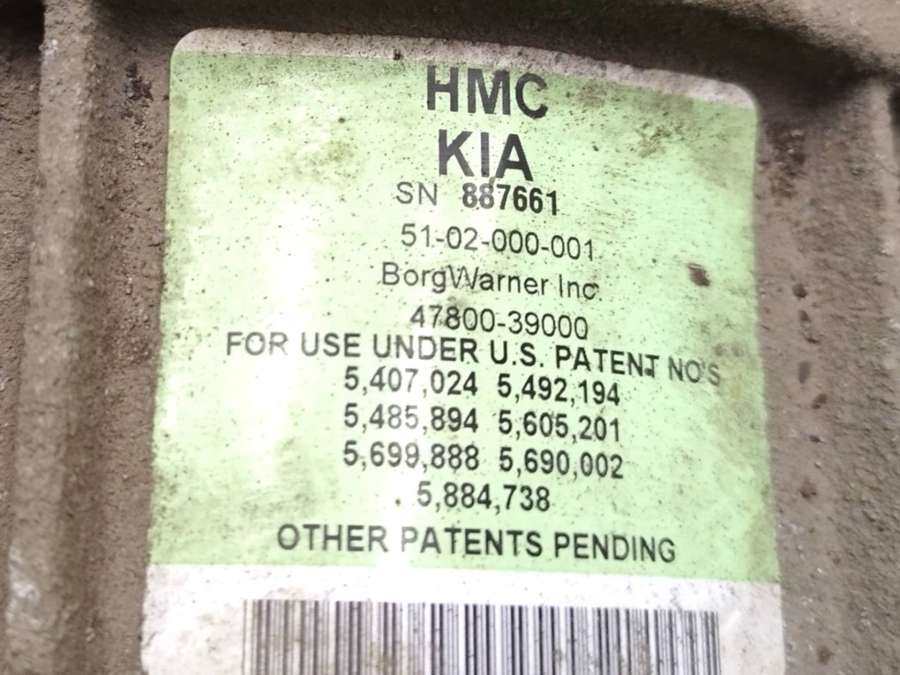 HMC
KIA
SN 887661
51-02-000-001
BorgWarner Inc.
47800-39000
FOR USE UNDER U.S. PATENT NO'S
5,407,024 5,492,194
5,485,894 5,605,201
5,699,888 5,690,002
5,884,738
OTHER PATENTS PENDING